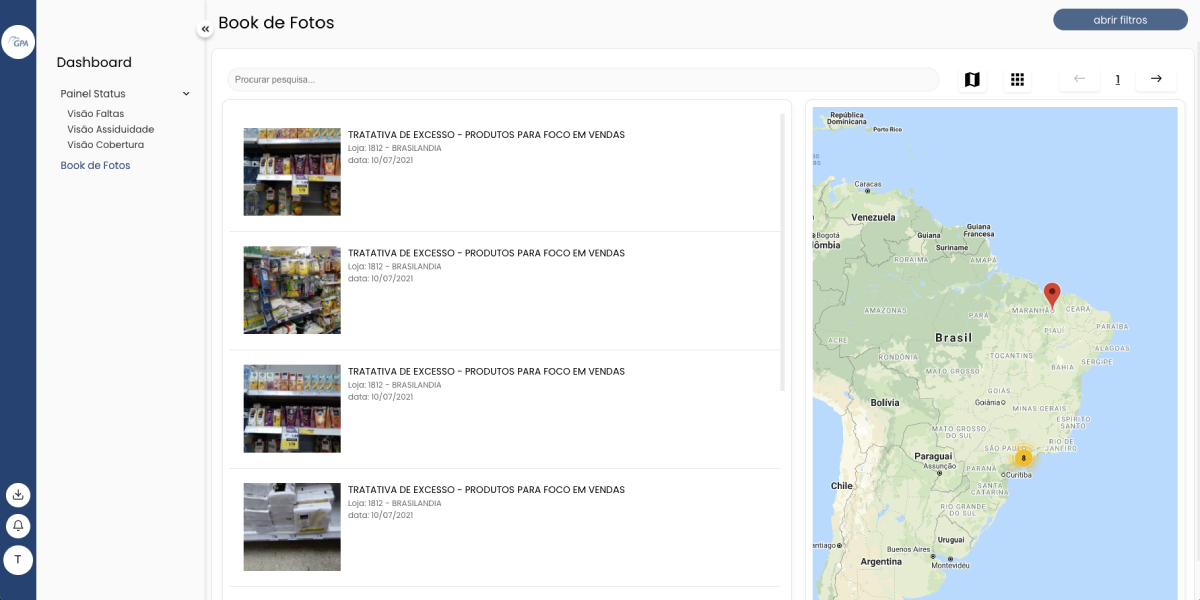 GPA
«
Book de Fotos
abrir filtros
Dashboard
Painel Status
Visão Faltas
Visão Assiduidade
Visão Cobertura
Book de Fotos
T
Procurar pesquisa...
1
TRATATIVA DE EXCESSO - PRODUTOS PARA FOCO EM VENDAS
Loja: 1812 - BRASILANDIA
data: 10/07/2021
TRATATIVA DE EXCESSO - PRODUTOS PARA FOCO EM VENDAS
Loja: 1812 - BRASILANDIA
data: 10/07/2021
TRATATIVA DE EXCESSO - PRODUTOS PARA FOCO EM VENDAS
Loja: 1812 - BRASILANDIA
data: 10/07/2021
TRATATIVA DE EXCESSO - PRODUTOS PARA FOCO EM VENDAS
Loja: 1812 - BRASILANDIA
data: 10/07/2021
República
Dominicana
Porto Rico
Caracas
Venezuela
Bogotá
ômbia
Guiana
Guiana
Francesa
Suriname
RORAIMA
AMAPÁ
AMAZONAS
PARÁ
MARANHÃO
CEARÁ
PIAUÍ
PARAÍBA
ACRE
Brasil
ALAGOAS
SERGIPE
RONDÔNIA
TOCANTINS
BAHIA
MATO GROSSO
GOIÁS
Bolívia
Goiânia
MINAS GERAIS
ESPÍRITO
SANTO
MATO GROSSO
DO SUL
RIO DE
JANEIRO
SÃO PAULO
8
Paraguai
Assunção
PARANÁ
Curitiba
Chile
SANTA
CATARINA
RIO GRANDE
DO SUL
Uruguai
antiago
Buenos Aires
Montevidéu
Argentina